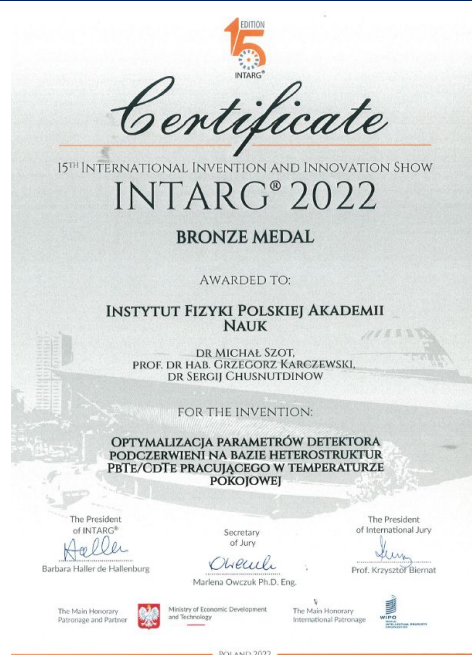 EDITION
15
INTARG®
Certificate
15TH INTERNATIONAL INVENTION AND INNOVATION SHOW
INTARG® 2022
BRONZE MEDAL
AWARDED TO:
INSTYTUT FIZYKI POLSKIEJ AKADEMII
NAUK
DR MICHAŁ SZOT,
PROF. DR HAB. GRZEGORZ KARCZEWSKI,
DR SERGIJ CHUSNUTDINOW
FOR THE INVENTION:
OPTYMALIZACJA PARAMETRÓW DETEKTORA
PODCZERWIENI NA BAZIE HETEROSTRUKTUR
PBTE/CDTE PRACUJĄCEGO W TEMPERATURZE
POKOJOWEJ
The President
of INTARG®
Haller
Barbara Haller de Hallenburg
Secretary
of Jury
Owczuk
Marlena Owczuk Ph.D. Eng.
The President
of International Jury
Prof. Krzysztof Biernat
The Main Honorary
Patronage and Partner
Ministry of Economic Development
and Technology
The Main Honorary
International Patronage
WIPO
POLAND 2022